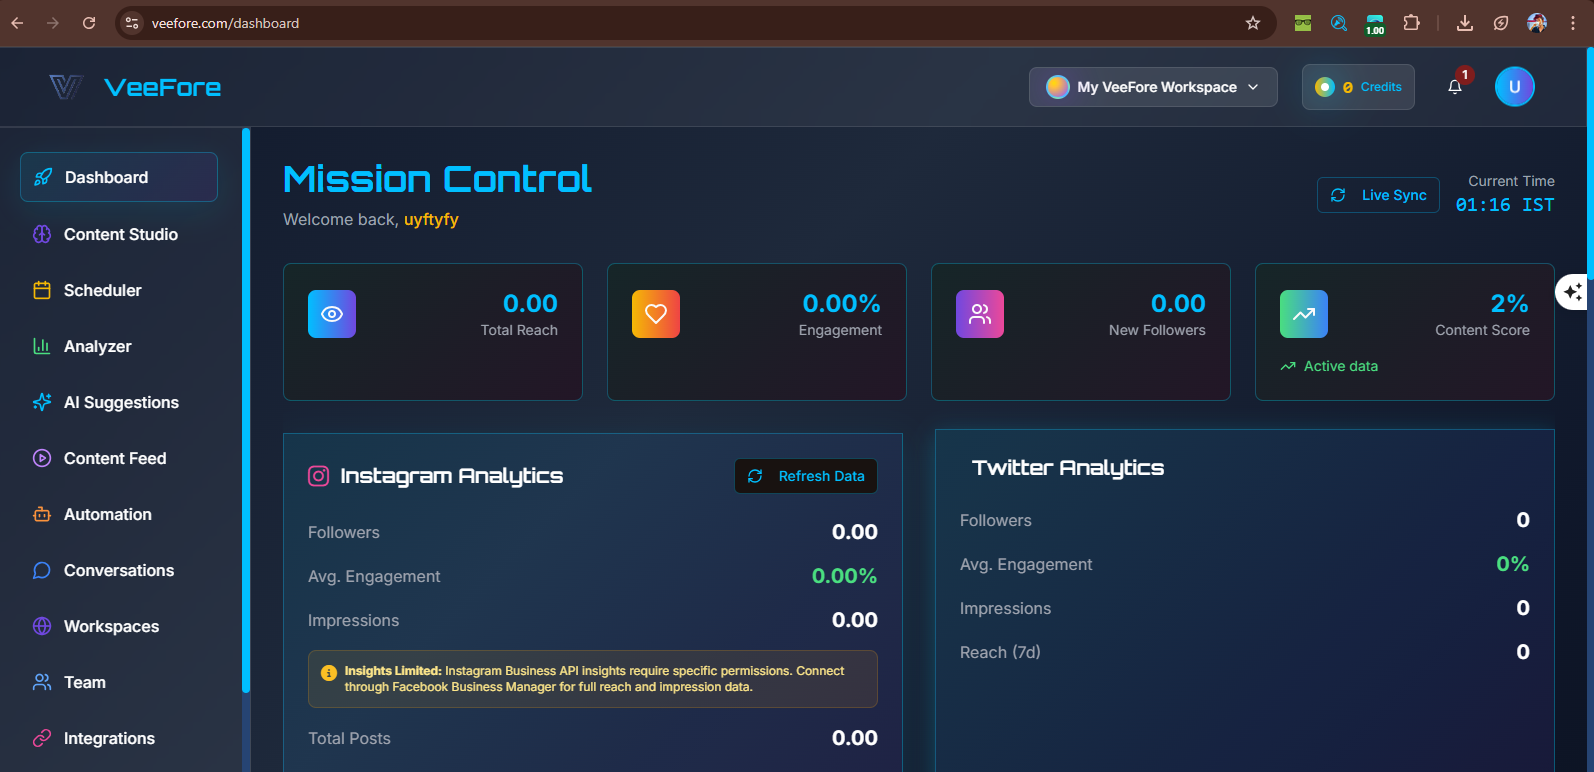 veefore.com/dashboard
1.00
VeeFore
My VeeFore Workspace
0 Credits
1
U
Dashboard
Content Studio
Scheduler
Analyzer
AI Suggestions
Content Feed
Automation
Conversations
Workspaces
Team
Integrations
Mission Control
Welcome back, uyftyfy
Live Sync
Current Time
01:16 IST
0.00
Total Reach
0.00%
Engagement
0.00
New Followers
2%
Content Score
Active data
Instagram Analytics
Refresh Data
Followers 0.00
Avg. Engagement 0.00%
Impressions 0.00
Insights Limited: Instagram Business API insights require specific permissions. Connect
through Facebook Business Manager for full reach and impression data.
Total Posts 0.00
Twitter Analytics
Followers 0
Avg. Engagement 0%
Impressions 0
Reach (7d) 0